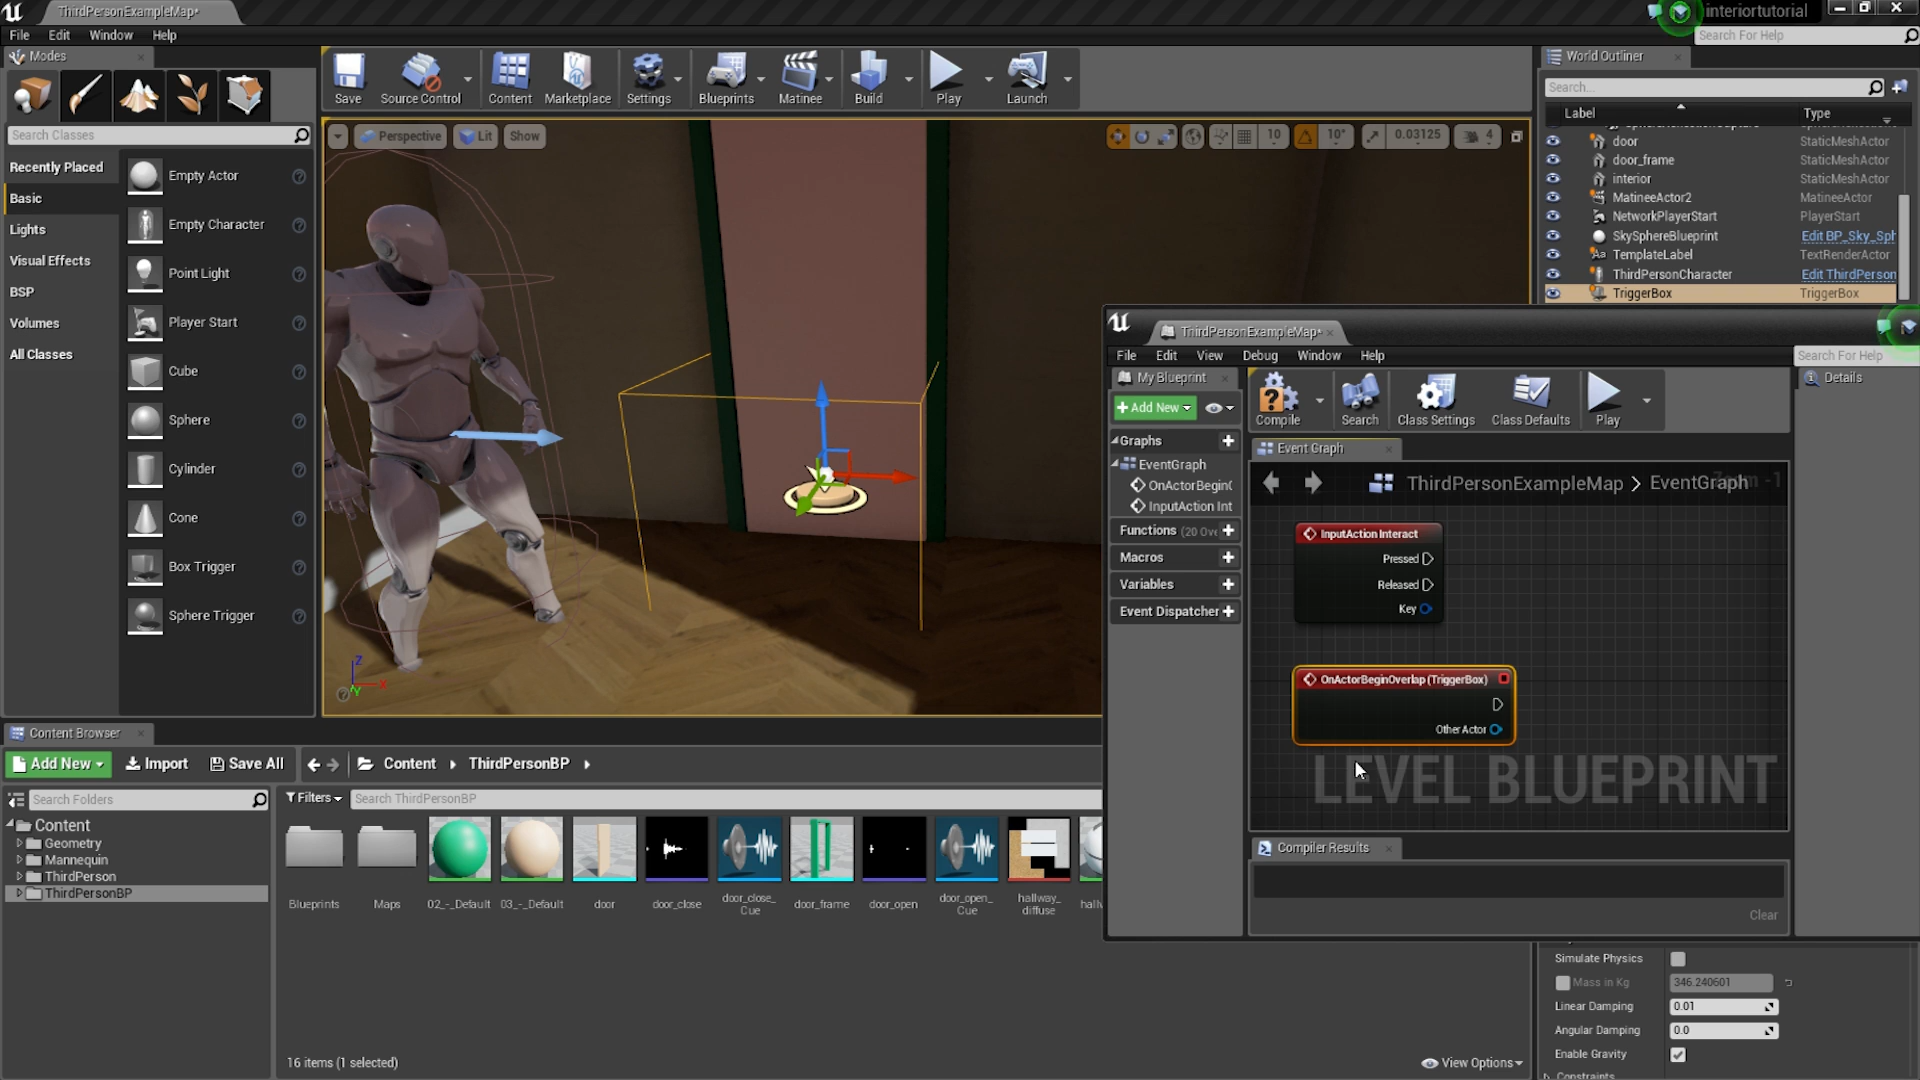 ThirdPersonExampleMap*
interiortutorial
File Edit Window Help
Search For Help
Modes
Search Classes
Recently Placed
Basic
Lights
Visual Effects
BSP
Volumes
All Classes
Empty Actor
Empty Character
Point Light
Player Start
Cube
Sphere
Cylinder
Cone
Box Trigger
Sphere Trigger
Save Source Control Content Marketplace Settings Blueprints Matinee Build Play Launch
Perspective Lit Show
10 10° 0.03125 4
World Outliner
Search...
Label Type
door StaticMeshActor
door_frame StaticMeshActor
interior StaticMeshActor
MatineeActor2 MatineeActor
NetworkPlayerStart PlayerStart
SkySphereBlueprint Edit BP_Sky_Sph
TemplateLabel TextRenderActor
ThirdPersonCharacter Edit ThirdPerson
TriggerBox TriggerBox
Z
X
Y
ThirdPersonExampleMap*
File Edit View Debug Window Help
Search For Help
My Blueprint
Add New
Graphs
EventGraph
OnActorBegin(
InputAction Int
Functions (20 Ove
Macros
Variables
Event Dispatcher
Compile Search Class Settings Class Defaults Play
Details
Event Graph
ThirdPersonExampleMap > EventGraph
InputAction Interact
Pressed
Released
Key
OnActorBeginOverlap (TriggerBox)
Other Actor
LEVEL BLUEPRINT
Compiler Results
Clear
Content Browser
Add New Import Save All Content ThirdPersonBP
Search Folders
Filters Search ThirdPersonBP
Content
Geometry
Mannequin
ThirdPerson
ThirdPersonBP
Blueprints
Maps
02_-_Default
03_-_Default
door
door_close
door_close_
Cue
door_frame
door_open
door_open_
Cue
hallway_
diffuse
hallv
16 items (1 selected)
View Options
Simulate Physics
Mass in Kg 346.240601
Linear Damping 0.01
Angular Damping 0.0
Enable Gravity
Constraints